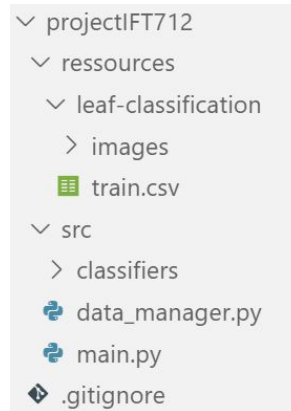 projectIFT712
ressources
leaf-classification
images
train.csv
src
classifiers
data_manager.py
main.py
.gitignore